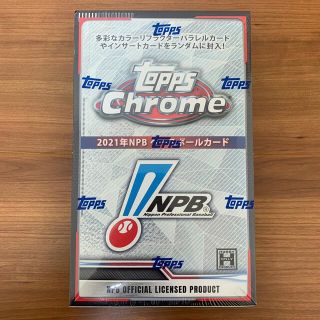 多彩なカラーリフラクターパラレルカード
やインサートカードをランダムに封入!
topps
topps
topps
Chrome
2021年NPB
ボールカード
topps
topps
NPB
Nippon Professional Baseball
topps
topps
NPB OFFICIAL LICENSED PRODUCT